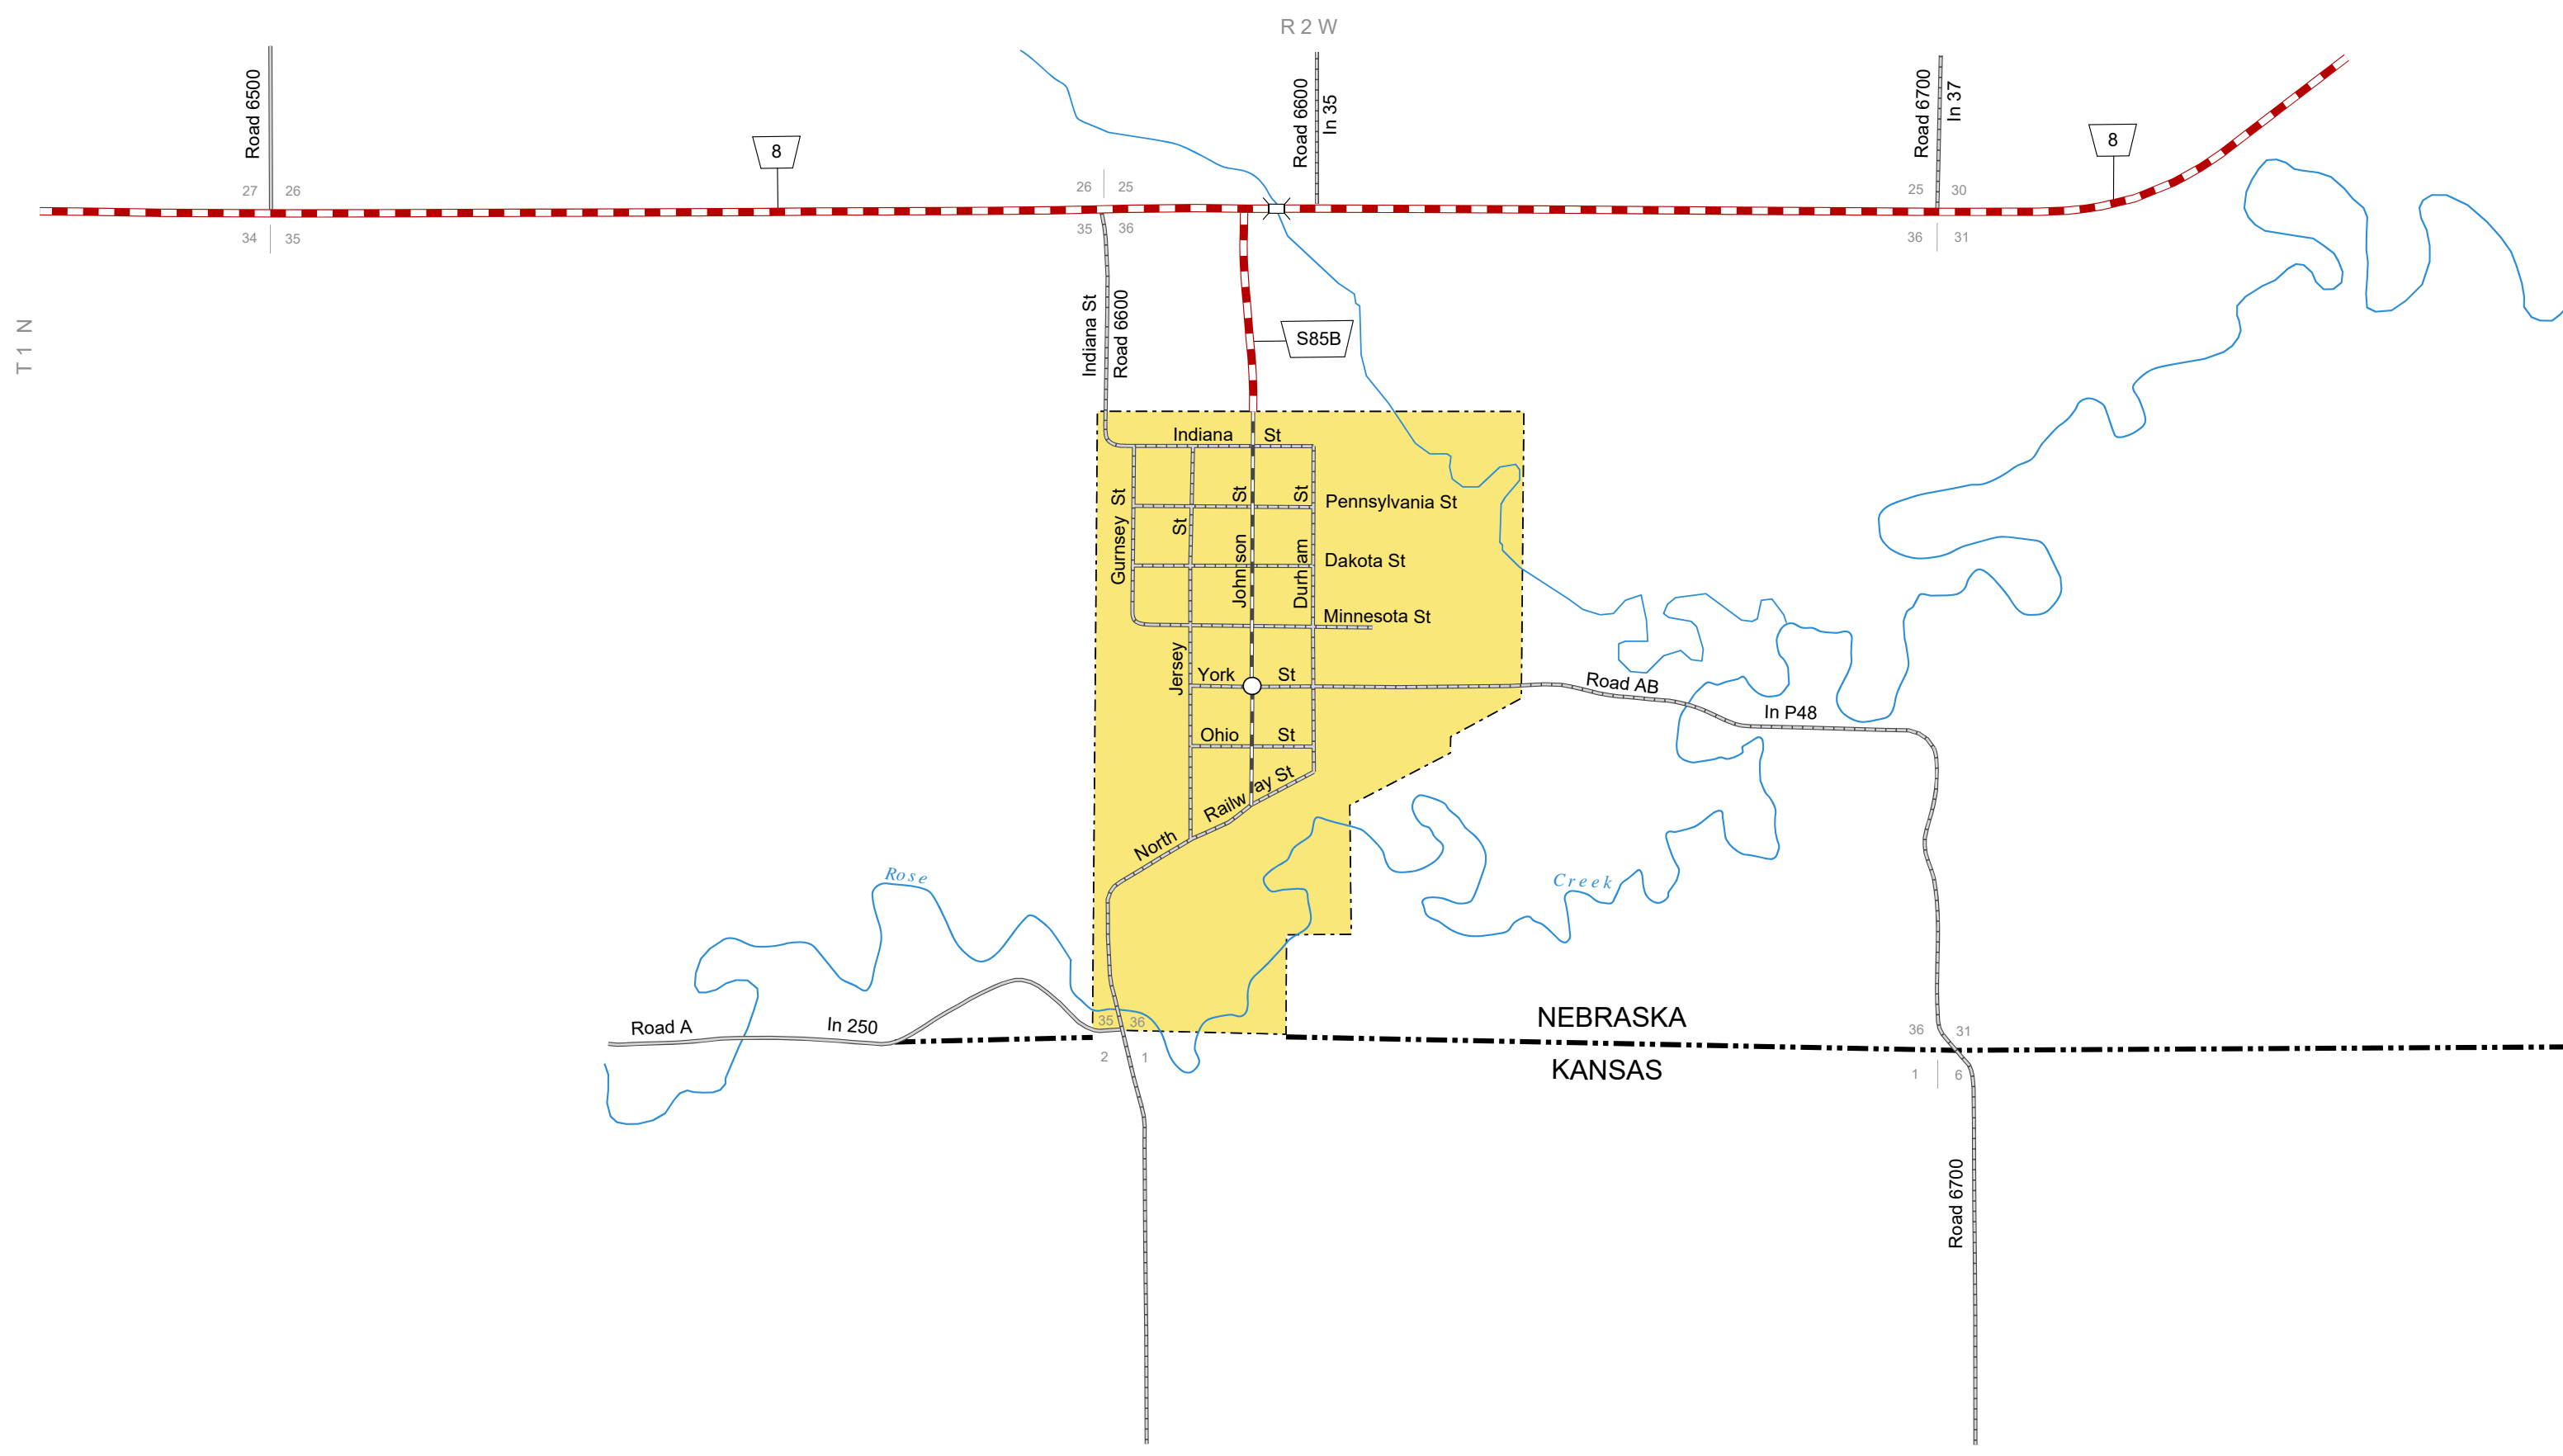 R 2 W
Road 6500
Road 6600
In 35
Road 6700
In 37
8
8
27 26
26 25
25 30
34 35
35 36
36 31
T 1 N
Indiana St
Road 6600
S85B
Indiana St
Gurnsey St
Jersey St
Johnson St
Durham St
Pennsylvania St
Dakota St
Minnesota St
York St
Road AB
In P48
Ohio St
North Railway St
Rose Creek
Road A
In 250
35 36
2 1
NEBRASKA
KANSAS
36 31
1 6
Road 6700